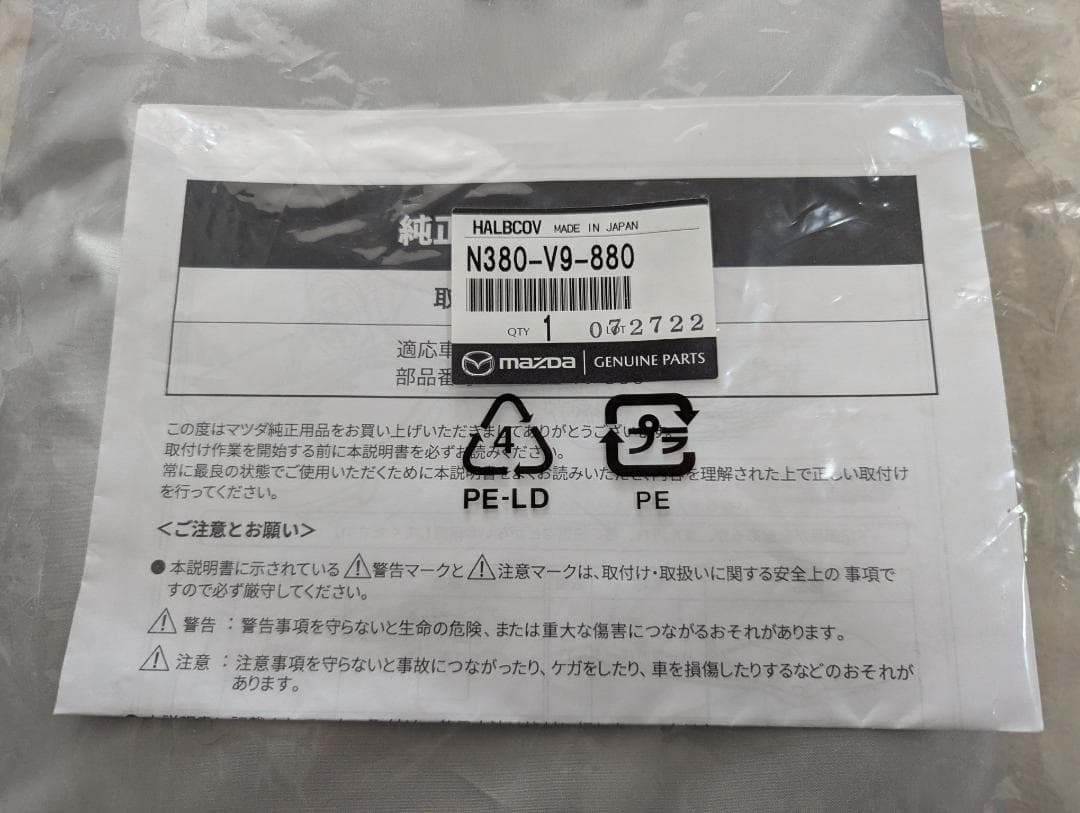 純正
HALBCOV MADE IN JAPAN
N380-V9-880
取
QTY 1 LOT 072722
適応車
部品番
mazda GENUINE PARTS
この度はマツダ純正用品をお買い上げいただきましてありがとうございます。
取付け作業を開始する前に本説明書を必ずお読みください。
常に最良の状態でご使用いただくために本説明書をよくお読みいただき、内容を理解された上で正しい取付け
を行ってください。
4
プラ
PE-LD
PE
<ご注意とお願い>
● 本説明書に示されている ⚠警告マークと ⚠注意マークは、取付け・取扱いに関する安全上の 事項で
すので必ず厳守してください。
⚠ 警告 : 警告事項を守らないと生命の危険、または重大な傷害につながるおそれがあります。
⚠ 注意 : 注意事項を守らないと事故につながったり、ケガをしたり、車を損傷したりするなどのおそれが
あります。